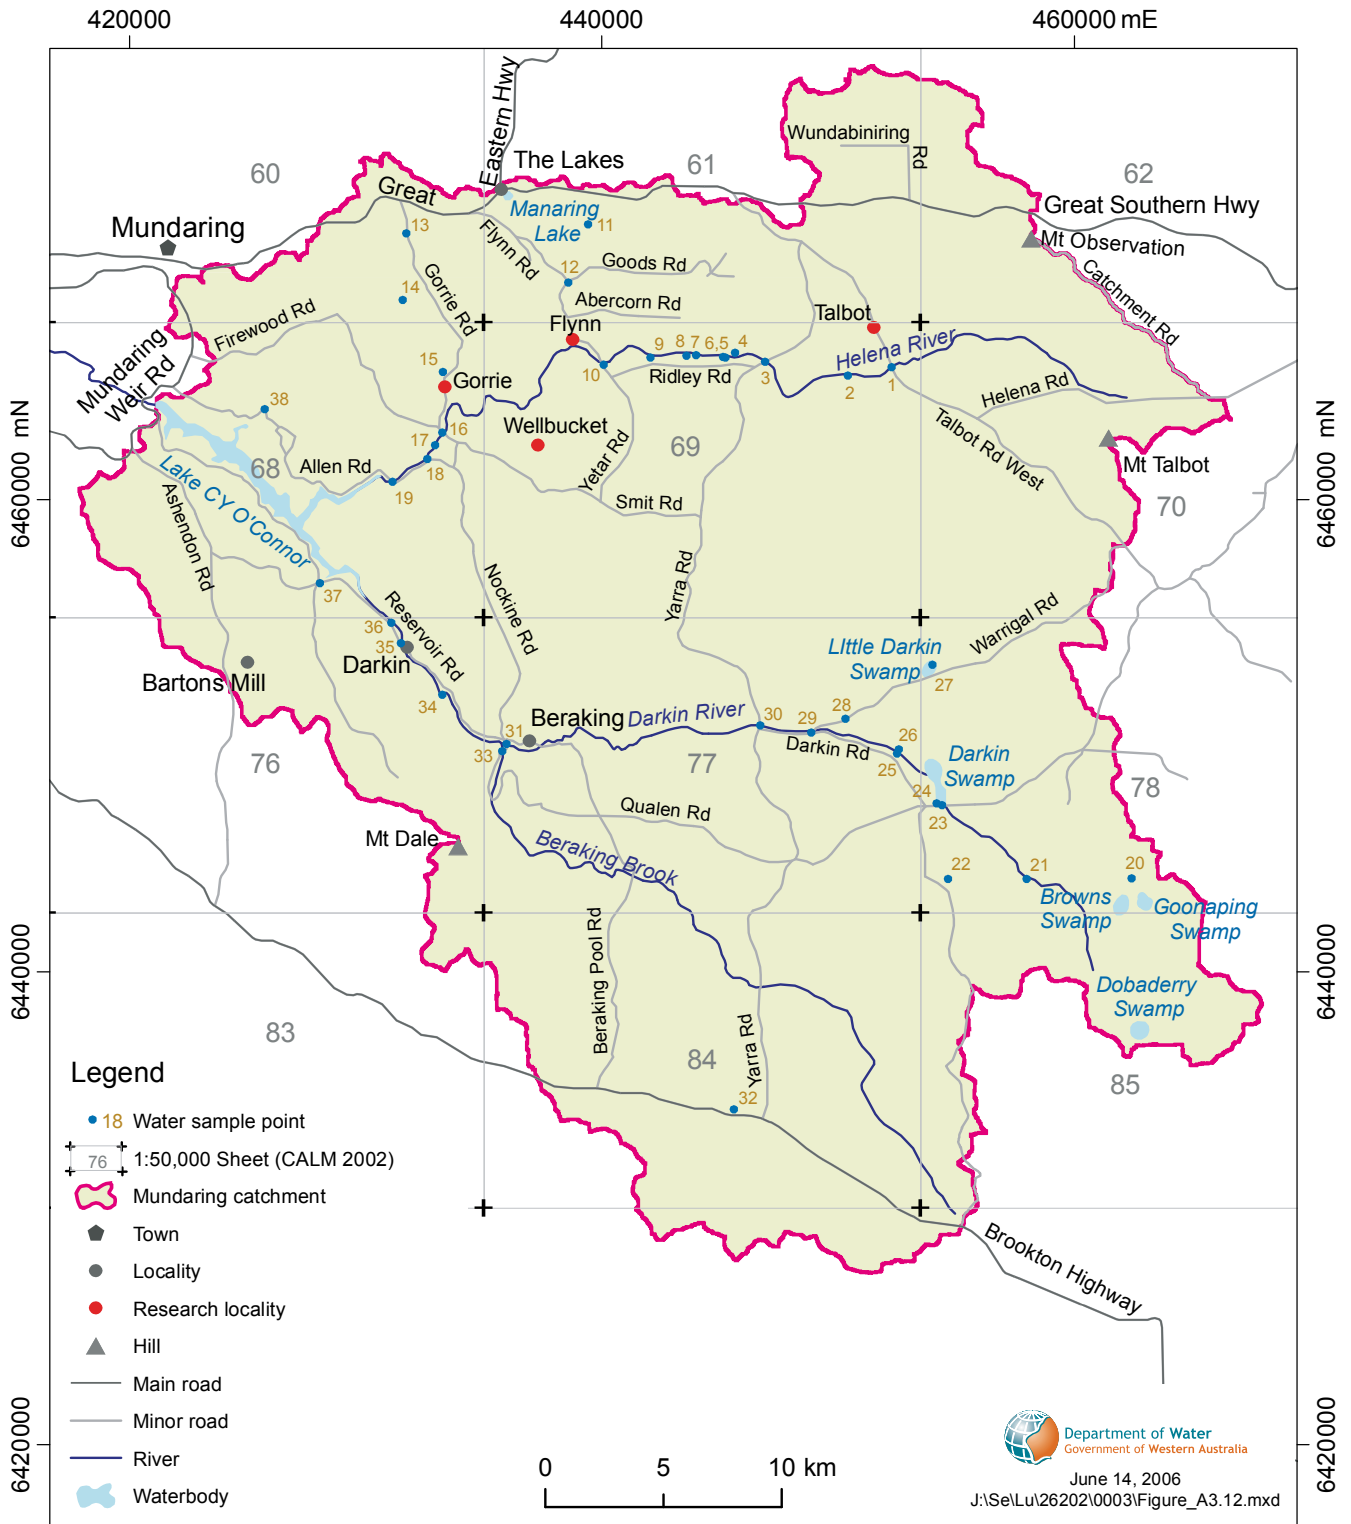 420000
440000
460000 mE
Eastern Hwy
Wundabiniring
Rd
The Lakes
60
61
62
Great
Great Southern Hwy
Manaring
Lake
Mundaring
13
11
Flynn Rd
Mt Observation
Goods Rd
12
Catchment Rd
Gorrie Rd
14
Abercorn Rd
Firewood Rd
Talbot
Flynn
Mundaring
Weir Rd
9
8
7
6,5
4
Helena River
15
10
Ridley Rd
3
2
1
Gorrie
Helena Rd
38
Wellbucket
16
17
Talbot Rd West
Yetar Rd
69
68
Allen Rd
18
Mt Talbot
Lake CY O'Connor
19
Smit Rd
70
6460000 mN
6460000 mN
Ashendon Rd
Nockine Rd
Yarra Rd
37
Reservoir Rd
Warrigal Rd
36
35
LIttle Darkin
Swamp
Darkin
27
Bartons Mill
34
Beraking
Darkin River
30
29
28
31
33
Darkin Rd
26
25
Darkin
Swamp
76
77
78
24
23
Qualen Rd
Mt Dale
Beraking Brook
22
21
20
Browns
Swamp
Goonaping
Swamp
Beraking Pool Rd
6440000
6440000
Dobaderry
Swamp
83
Yarra Rd
84
85
32
Legend
18 Water sample point
76 1:50,000 Sheet (CALM 2002)
Mundaring catchment
Town
Locality
Research locality
Hill
Main road
Minor road
River
Waterbody
Brookton Highway
6420000
6420000
0 5 10 km
Department of Water
Government of Western Australia
June 14, 2006
J:\Se\Lu\26202\0003\Figure_A3.12.mxd